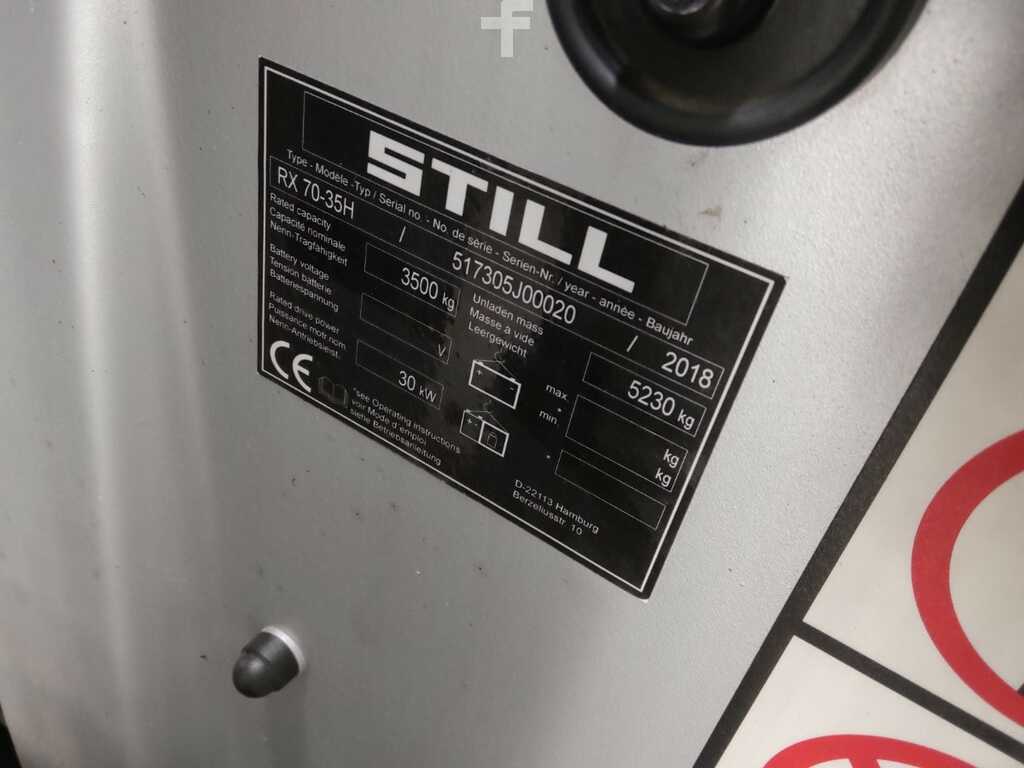 f
STILL
Type - Modèle -Typ / Serial no. - No. de série - Serien-Nr. / year - année - Baujahr
RX 70-35H / 517305J00020 / 2018
Rated capacity
Capacité nominale
Nenn-Tragfähigkeit
3500 kg
Unladen mass
Masse à vide
Leergewicht
5230 kg
Battery voltage
Tension batterie
Batteriespannung
V
max.
*
min
kg
kg
Rated drive power
Puissance motr nom.
Nenn-Antriebsleist.
30 kW
+ -
+ -
*
CE
*see Operating instructions
voir Mode d'emploi
siehe Betriebsanleitung
D-22113 Hamburg
Berzeliusstr. 10